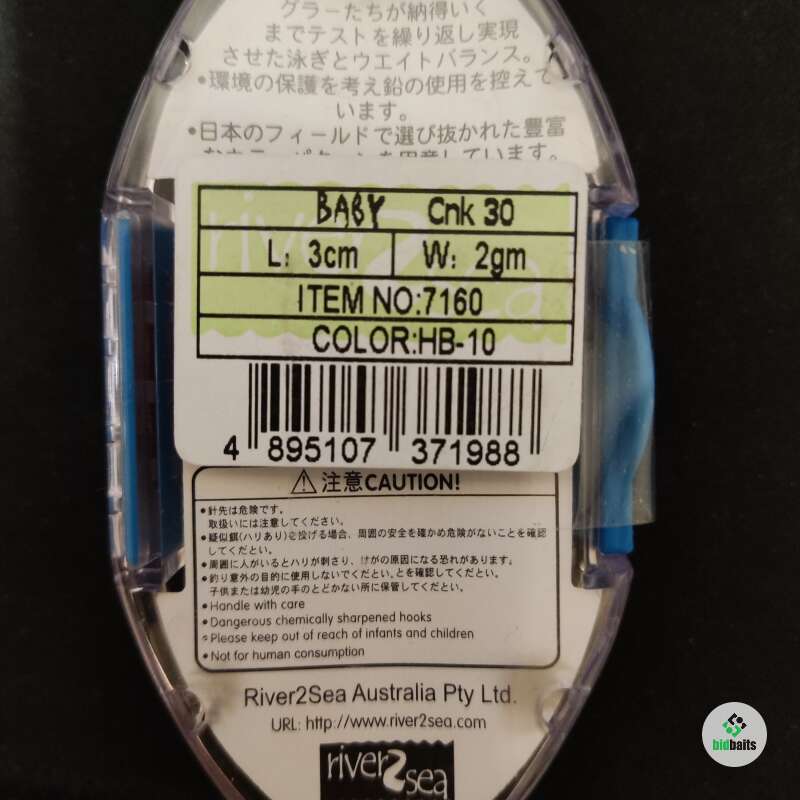 グラーたちが納得いく
までテストを繰り返し実現
させた泳ぎとウエイトバランス。
•環境の保護を考え鉛の使用を控えて
います。
•日本のフィールドで選び抜かれた豊富
を用意しています。
BABY Cnk 30
L: 3cm W: 2gm
ITEM NO:7160
COLOR:HB-10
4 895107 371988
注意CAUTION!
•針先は危険です。
取扱いには注意してください。
•疑似餌(ハリあり)を投げる場合、周囲の安全を確かめ危険がないことを確認
してください。
•周囲に人がいるとハリが刺さり、けがの原因になる恐れがあります。
•釣り意外の目的に使用しないでください。とを確認してください。
子供または幼児の手のとどかない所に保管してください。
•Handle with care
•Dangerous chemically sharpened hooks
•Please keep out of reach of infants and children
•Not for human consumption
River2Sea Australia Pty Ltd.
URL: http://www.river2sea.com
river2sea
bidbaits